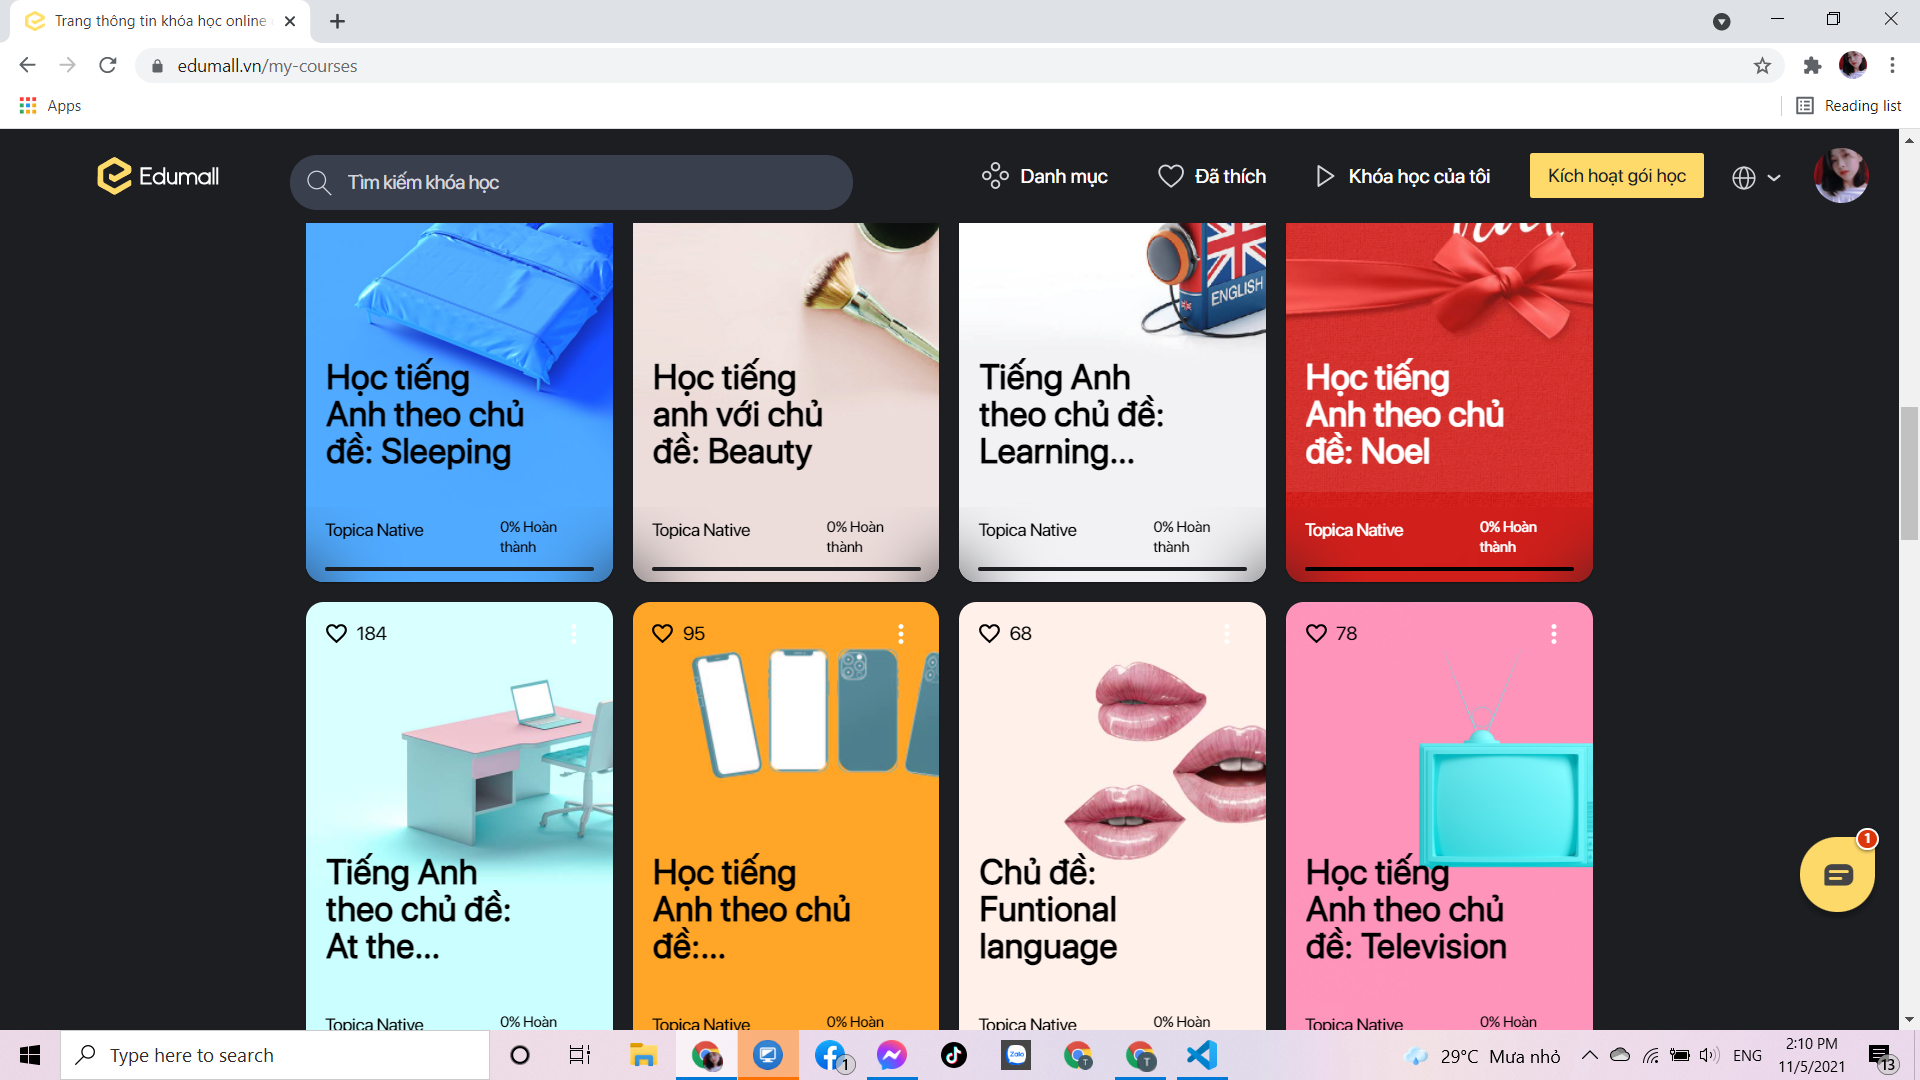 Trang thông tin khóa học online
edumall.vn/my-courses
Apps
Reading list
Edumall
Tìm kiếm khóa học
Danh mục
Đã thích
Khóa học của tôi
Kích hoạt gói học
ENGLISH
Học tiếng
Anh theo chủ
đề: Sleeping
Topica Native
0% Hoàn
thành
Học tiếng
anh với chủ
đề: Beauty
Topica Native
0% Hoàn
thành
Tiếng Anh
theo chủ đề:
Learning...
Topica Native
0% Hoàn
thành
Học tiếng
Anh theo chủ
đề: Noel
Topica Native
0% Hoàn
thành
184
Tiếng Anh
theo chủ đề:
At the...
Topica Native
0% Hoàn
95
Học tiếng
Anh theo chủ
đề:...
Topica Native
0% Hoàn
68
Chủ đề:
Funtional
language
Topica Native
0% Hoàn
78
Học tiếng
Anh theo chủ
đề: Television
Topica Native
0% Hoàn
1
Type here to search
1
Zalo
T
T
29°C Mưa nhỏ
ENG
2:10 PM
11/5/2021
13